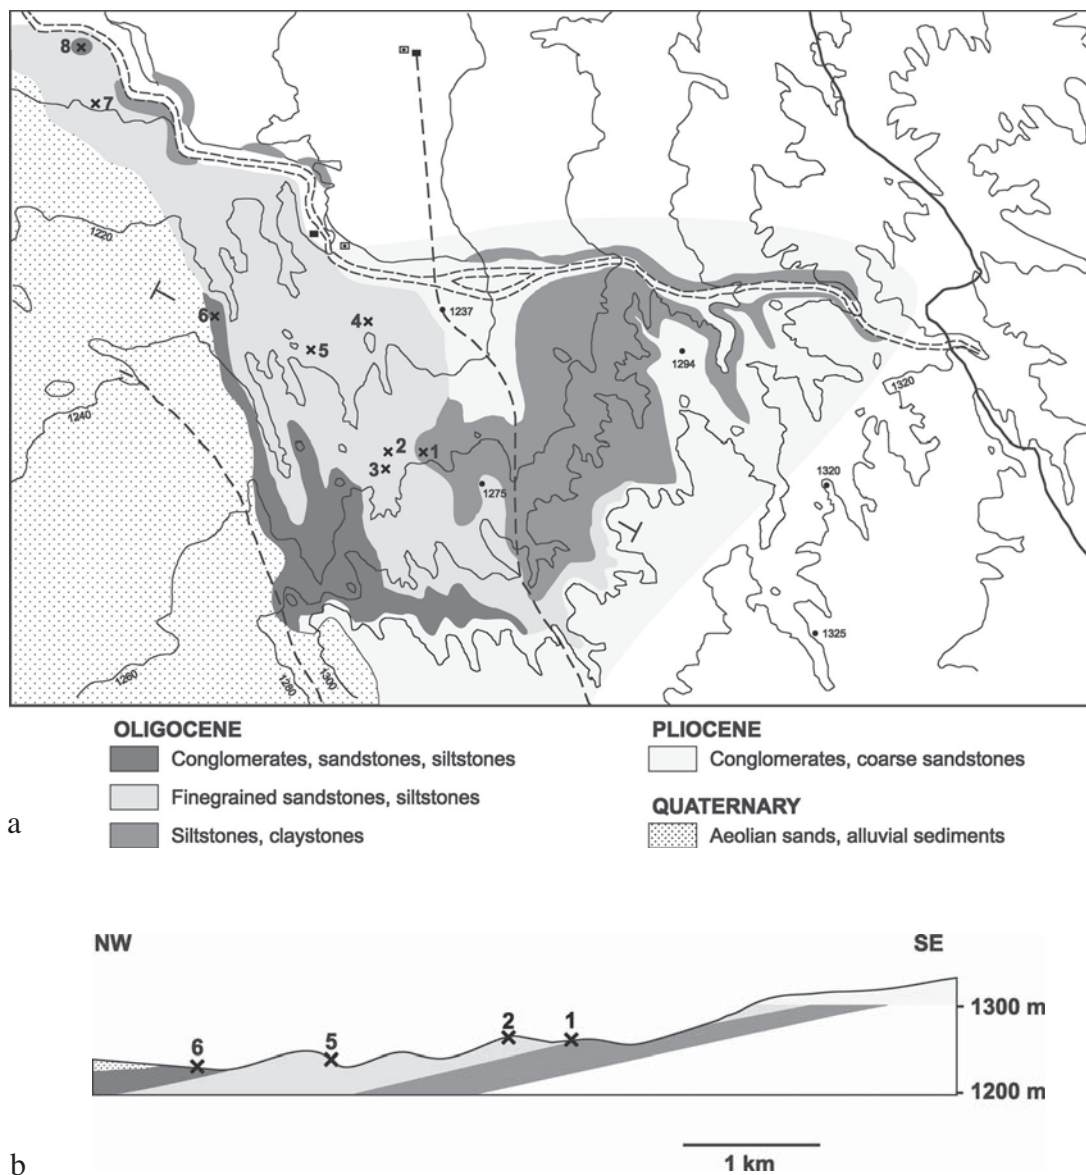 8
7
1220
6
4
5
1237
1294
1320
1240
2
1
3
1275
1320
1325
1260
1280
1300
OLIGOCENE
Conglomerates, sandstones, siltstones
Finegrained sandstones, siltstones
Siltstones, claystones
PLIOCENE
Conglomerates, coarse sandstones
QUATERNARY
Aeolian sands, alluvial sediments
a
NW
SE
6
5
2
1
1300 m
1200 m
1 km
b